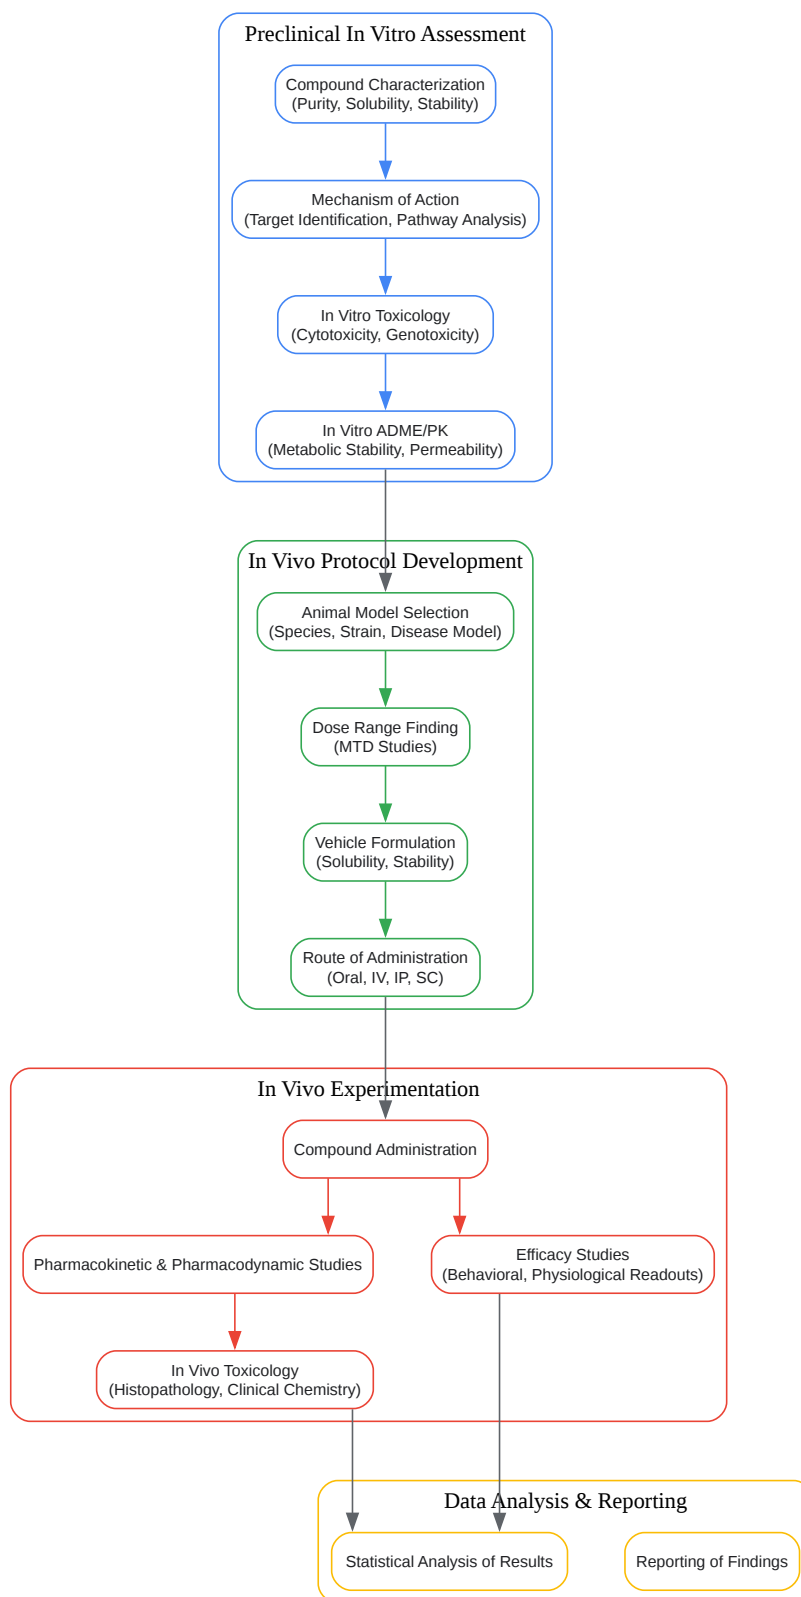 Preclinical In Vitro Assessment
Compound Characterization
(Purity, Solubility, Stability)
Mechanism of Action
(Target Identification, Pathway Analysis)
In Vitro Toxicology
(Cytotoxicity, Genotoxicity)
In Vitro ADME/PK
(Metabolic Stability, Permeability)
In Vivo Protocol Development
Animal Model Selection
(Species, Strain, Disease Model)
Dose Range Finding
(MTD Studies)
Vehicle Formulation
(Solubility, Stability)
Route of Administration
(Oral, IV, IP, SC)
In Vivo Experimentation
Compound Administration
Pharmacokinetic & Pharmacodynamic Studies
Efficacy Studies
(Behavioral, Physiological Readouts)
In Vivo Toxicology
(Histopathology, Clinical Chemistry)
Data Analysis & Reporting
Statistical Analysis of Results
Reporting of Findings